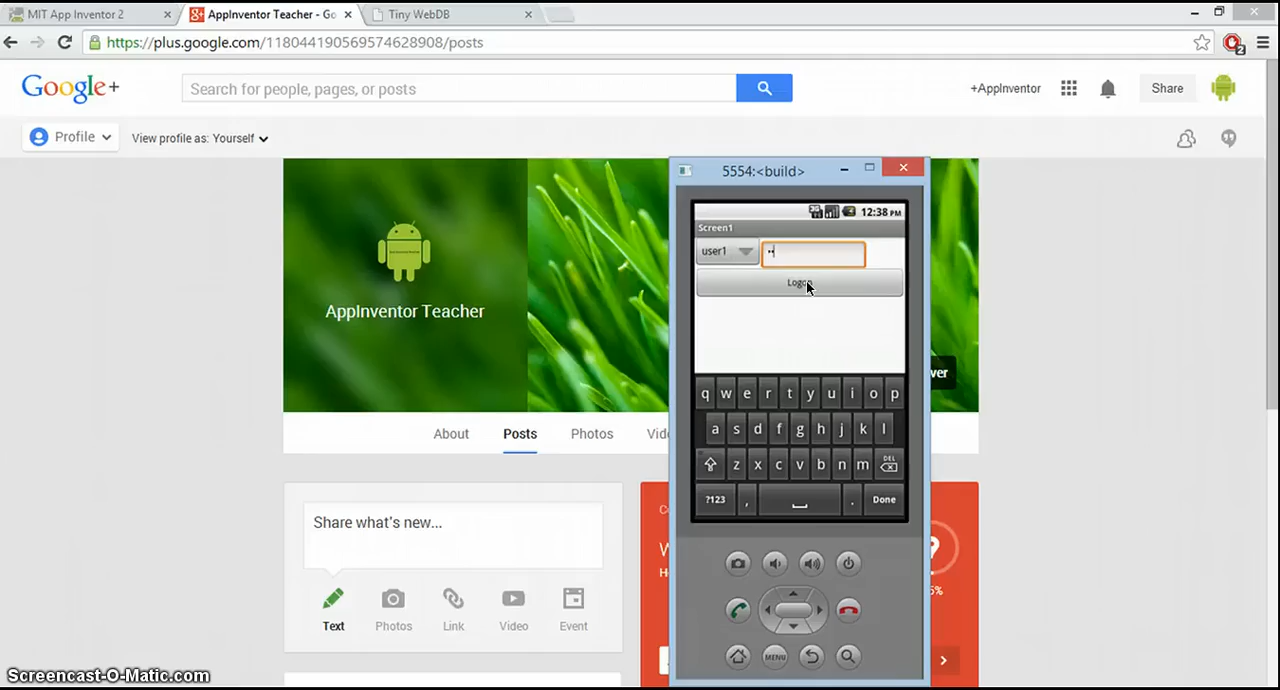 MIT App Inventor 2
AppInventor Teacher - Go
Tiny WebDB
https://plus.google.com/118044190569574628908/posts
Google+
Search for people, pages, or posts
+AppInventor
Share
Profile
View profile as: Yourself
AppInventor Teacher
About
Posts
Photos
Share what's new...
Text
Photos
Link
Video
Event
5554:<build>
12:38 PM
Screen1
user1
q w e r t y u i o p
a s d f g h j k l
z x c v b n m DEL
?123 , . Done
MENU
Screencast-O-Matic.com